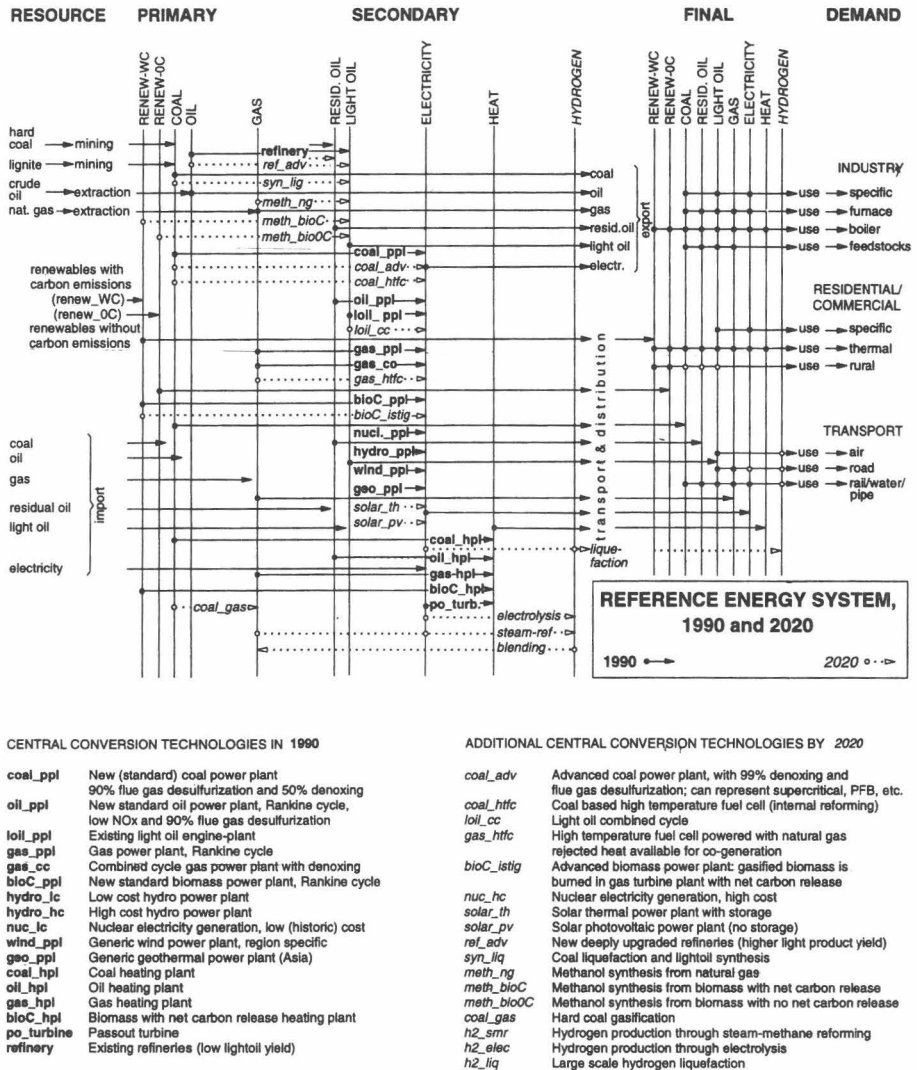 RESOURCE PRIMARY SECONDARY FINAL DEMAND
RENEW-WC
RENEW-0C
COAL
OIL
GAS
RESID. OIL
LIGHT OIL
ELECTRICITY
HEAT
HYDROGEN
RENEW-WC
RENEW-0C
COAL
RESID. OIL
LIGHT OIL
GAS
ELECTRICITY
HEAT
HYDROGEN
hard
coal mining
lignite mining
crude
oil extraction
nat. gas extraction
renewables with
carbon emissions
(renew_WC)
(renew_0C)
renewables without
carbon emissions
coal
oil
gas
residual oil
light oil
electricity
import
refinery
ref_adv
syn_lig
meth_ng
meth_bioC
meth_bio0C
coal_ppl
coal_adv
coal_htfc
oil_ppl
loil_ppl
loil_cc
gas_ppl
gas_co
gas_htfc
bioC_ppl
bioC_istig
nucl._ppl
hydro_ppl
wind_ppl
geo_ppl
solar_th
solar_pv
coal_hpl
oil_hpl
gas-hpl
bioC_hpl
po_turb.
coal_gas
electrolysis
steam-ref
blending
coal
oil
gas
resid.oil
light oil
electr.
export
transport & distribution
lique-
faction
INDUSTRY
use specific
use furnace
use boiler
use feedstocks
RESIDENTIAL/
COMMERCIAL
use specific
use thermal
use rural
TRANSPORT
use air
use road
use rail/water/
pipe
REFERENCE ENERGY SYSTEM,
1990 and 2020
1990 2020
CENTRAL CONVERSION TECHNOLOGIES IN 1990
coal_ppl New (standard) coal power plant
90% flue gas desulfurization and 50% denoxing
oil_ppl New standard oil power plant, Rankine cycle,
low NOx and 90% flue gas desulfurization
loil_ppl Existing light oil engine-plant
gas_ppl Gas power plant, Rankine cycle
gas_cc Combined cycle gas power plant with denoxing
bioC_ppl New standard biomass power plant, Rankine cycle
hydro_lc Low cost hydro power plant
hydro_hc High cost hydro power plant
nuc_lc Nuclear electricity generation, low (historic) cost
wind_ppl Generic wind power plant, region specific
geo_ppl Generic geothermal power plant (Asia)
coal_hpl Coal heating plant
oil_hpl Oil heating plant
gas_hpl Gas heating plant
bioC_hpl Biomass with net carbon release heating plant
po_turbine Passout turbine
refinery Existing refineries (low lightoil yield)
ADDITIONAL CENTRAL CONVERSION TECHNOLOGIES BY 2020
coal_adv Advanced coal power plant, with 99% denoxing and
flue gas desulfurization; can represent supercritical, PFB, etc.
coal_htfc Coal based high temperature fuel cell (internal reforming)
loil_cc Light oil combined cycle
gas_htfc High temperature fuel cell powered with natural gas
rejected heat available for co-generation
bioC_istig Advanced biomass power plant: gasified biomass is
burned in gas turbine plant with net carbon release
nuc_hc Nuclear electricity generation, high cost
solar_th Solar thermal power plant with storage
solar_pv Solar photovoltaic power plant (no storage)
ref_adv New deeply upgraded refineries (higher light product yield)
syn_liq Coal liquefaction and lightoil synthesis
meth_ng Methanol synthesis from natural gas
meth_bioC Methanol synthesis from biomass with net carbon release
meth_bio0C Methanol synthesis from biomass with no net carbon release
coal_gas Hard coal gasification
h2_smr Hydrogen production through steam-methane reforming
h2_elec Hydrogen production through electrolysis
h2_liq Large scale hydrogen liquefaction